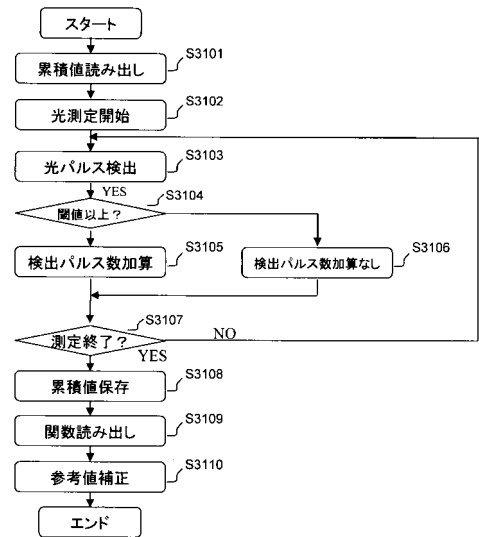 スタート
S3101
累積値読み出し
S3102
光測定開始
S3103
光パルス検出
YES
S3104
閾値以上？
S3105
検出パルス数加算
S3106
検出パルス数加算なし
S3107
測定終了？
NO
YES
S3108
累積値保存
S3109
関数読み出し
S3110
参考値補正
エンド